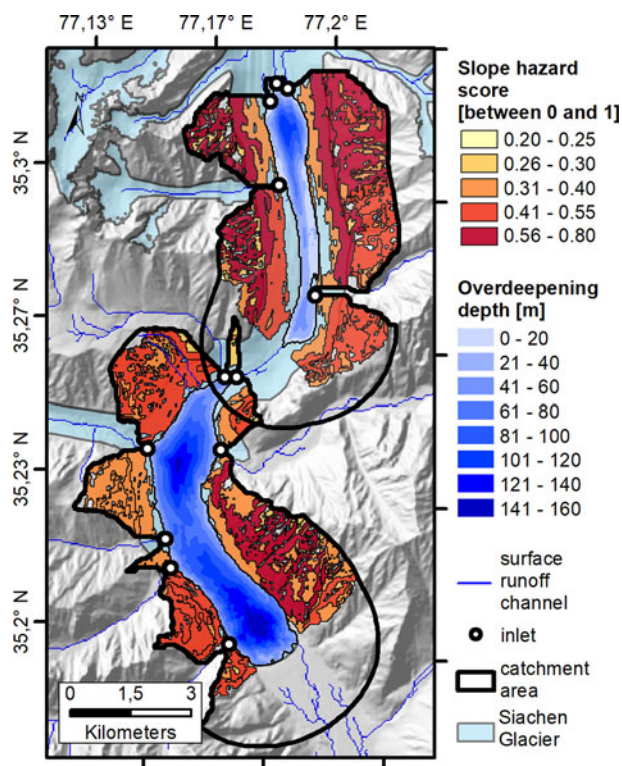 77,13° E 77,17° E 77,2° E
35,3° N
35,27° N
35,23° N
35,2° N
0 1,5 3
Kilometers
Slope hazard
score
[between 0 and 1]
0.20 - 0.25
0.26 - 0.30
0.31 - 0.40
0.41 - 0.55
0.56 - 0.80
Overdeepening
depth [m]
0 - 20
21 - 40
41 - 60
61 - 80
81 - 100
101 - 120
121 - 140
141 - 160
surface
runoff
channel
inlet
catchment
area
Siachen
Glacier